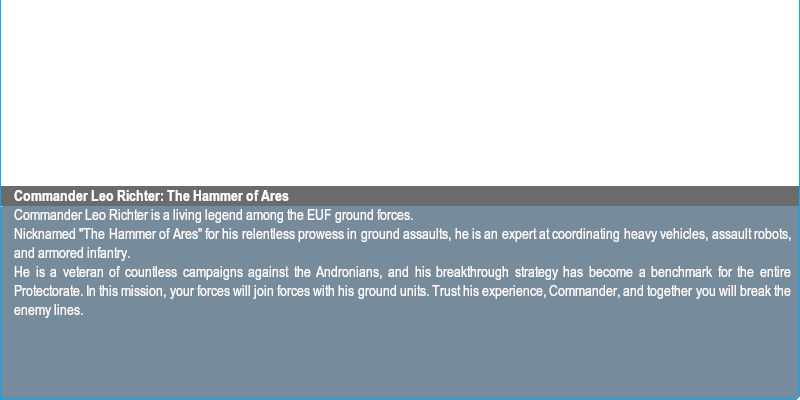 Commander Leo Richter: The Hammer of Ares
Commander Leo Richter is a living legend among the EUF ground forces.
Nicknamed "The Hammer of Ares" for his relentless prowess in ground assaults, he is an expert at coordinating heavy vehicles, assault robots,
and armored infantry.
He is a veteran of countless campaigns against the Andronians, and his breakthrough strategy has become a benchmark for the entire
Protectorate. In this mission, your forces will join forces with his ground units. Trust his experience, Commander, and together you will break the
enemy lines.